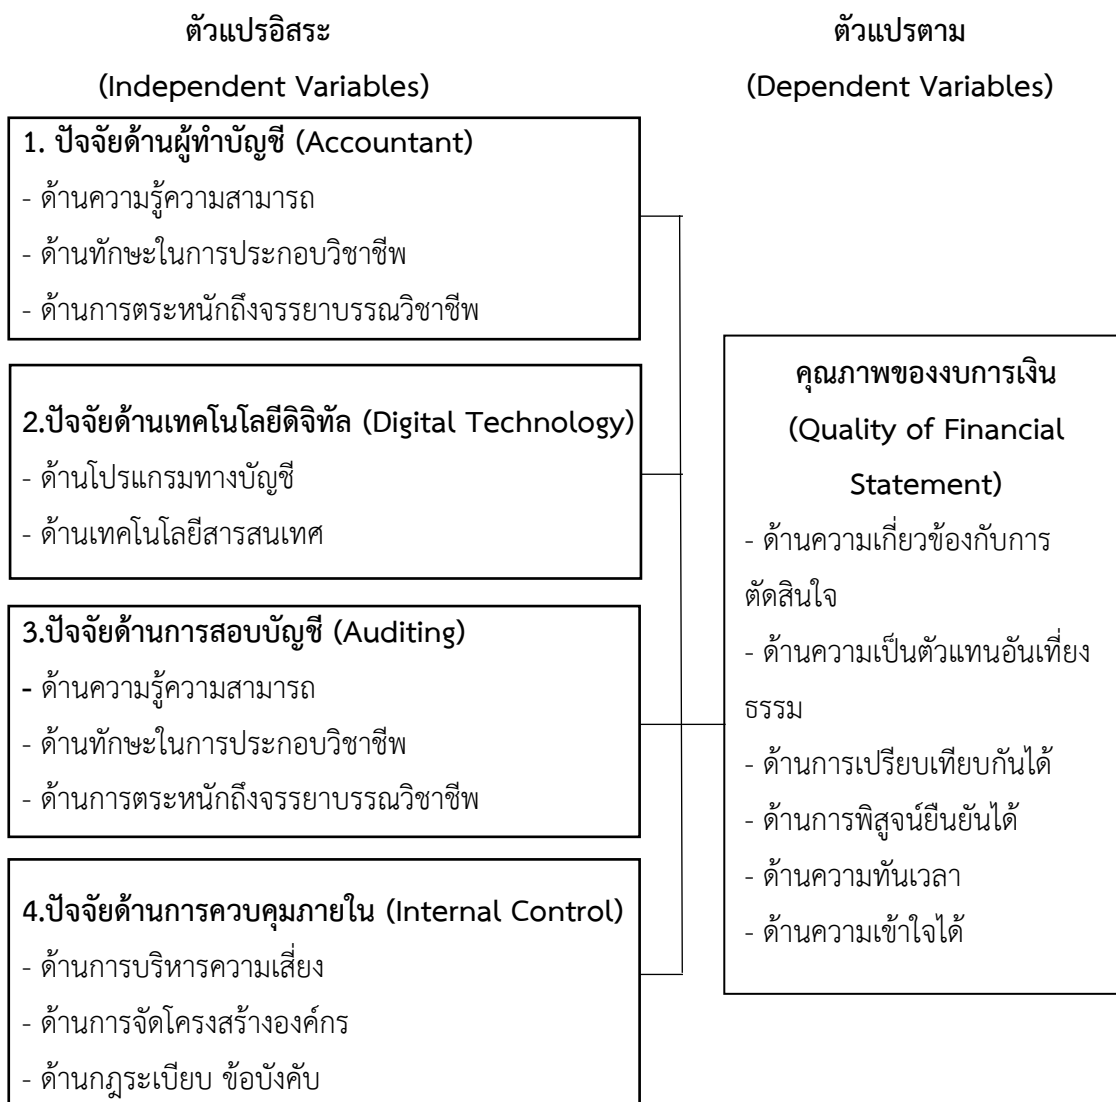 ตัวแปรอิสระ
(Independent Variables)
1. ปัจจัยด้านผู้ทำบัญชี (Accountant)
- ด้านความรู้ความสามารถ
- ด้านทักษะในการประกอบวิชาชีพ
- ด้านการตระหนักถึงจรรยาบรรณวิชาชีพ
2.ปัจจัยด้านเทคโนโลยีดิจิทัล (Digital Technology)
- ด้านโปรแกรมทางบัญชี
- ด้านเทคโนโลยีสารสนเทศ
3.ปัจจัยด้านการสอบบัญชี (Auditing)
- ด้านความรู้ความสามารถ
- ด้านทักษะในการประกอบวิชาชีพ
- ด้านการตระหนักถึงจรรยาบรรณวิชาชีพ
4.ปัจจัยด้านการควบคุมภายใน (Internal Control)
- ด้านการบริหารความเสี่ยง
- ด้านการจัดโครงสร้างองค์กร
- ด้านกฎระเบียบ ข้อบังคับ
ตัวแปรตาม
(Dependent Variables)
คุณภาพของงบการเงิน
(Quality of Financial
Statement)
- ด้านความเกี่ยวข้องกับการ
ตัดสินใจ
- ด้านความเป็นตัวแทนอันเที่ยง
ธรรม
- ด้านการเปรียบเทียบกันได้
- ด้านการพิสูจน์ยืนยันได้
- ด้านความทันเวลา
- ด้านความเข้าใจได้